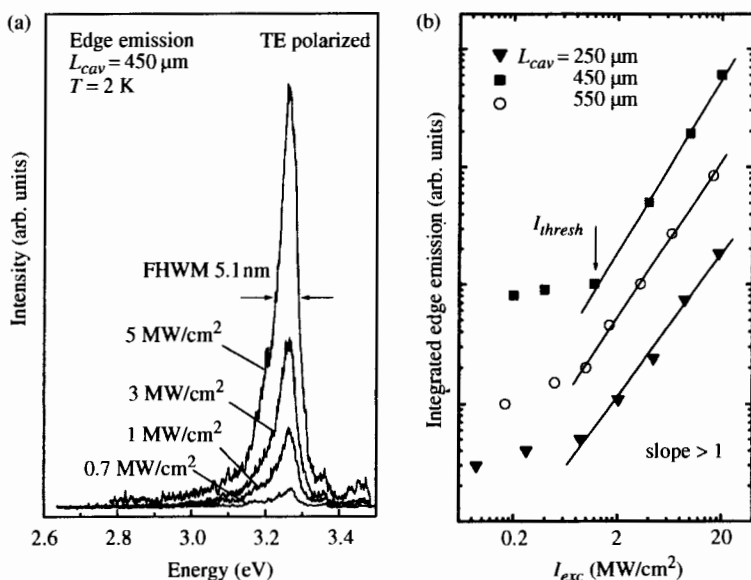 (a)
Edge emission
TE polarized
L_cav = 450 μm
T = 2 K
FHWM 5.1 nm
5 MW/cm²
3 MW/cm²
1 MW/cm²
0.7 MW/cm²
Intensity (arb. units)
2.6 2.8 3.0 3.2 3.4
Energy (eV)
(b)
L_cav = 250 μm
450 μm
550 μm
I_thresh
slope > 1
Integrated edge emission (arb. units)
0.2 2 20
I_exc (MW/cm²)